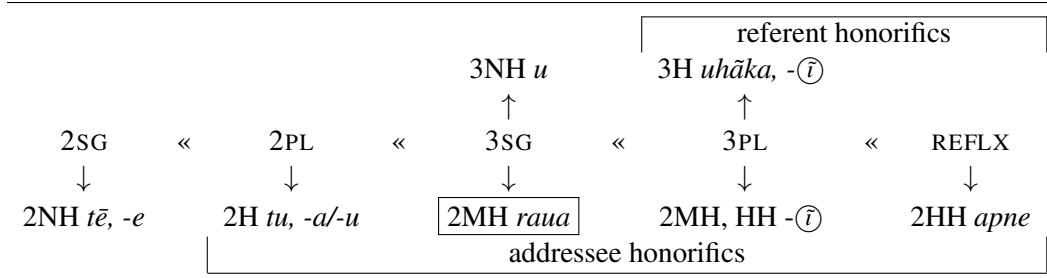 referent honorifics
3NH u 3H uhãka, -ĩ
↑ ↑
2SG « 2PL « 3SG « 3PL « REFLX
↓ ↓ ↓ ↓ ↓
2NH tē, -e 2H tu, -a/-u 2MH raua 2MH, HH -ĩ 2HH apne
addressee honorifics